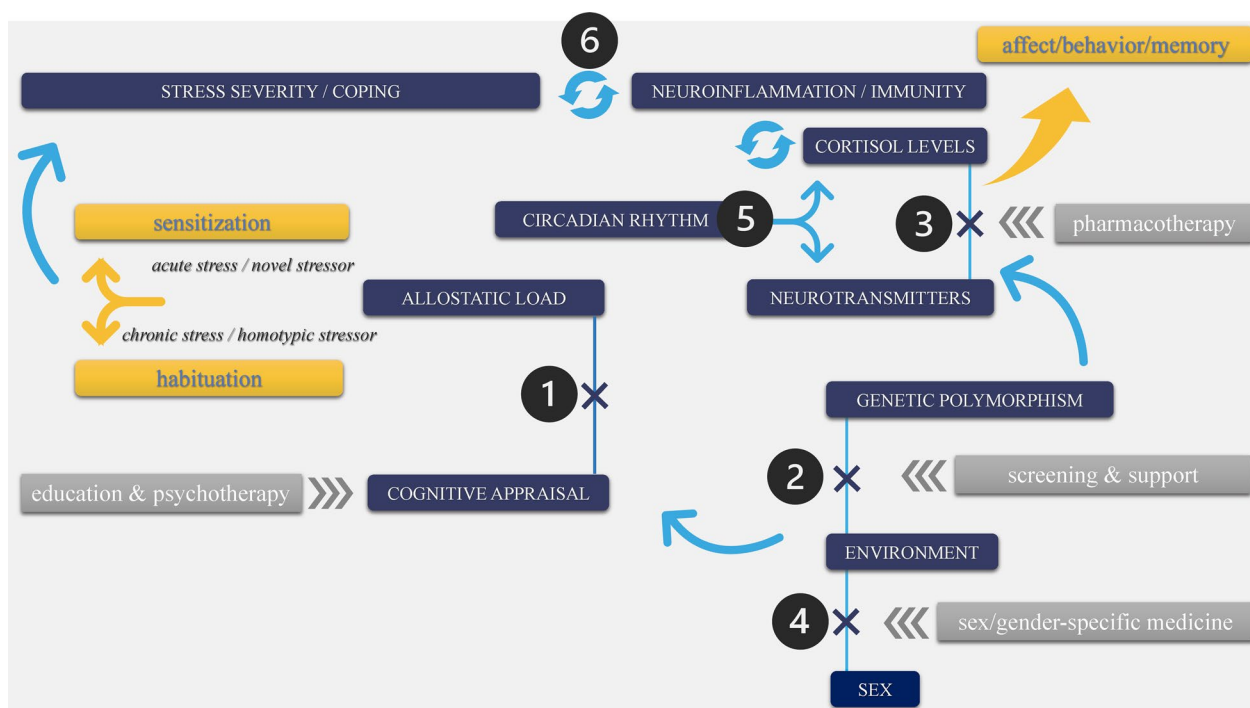 6
affect/behavior/memory
STRESS SEVERITY / COPING
NEUROINFLAMMATION / IMMUNITY
CORTISOL LEVELS
sensitization
CIRCADIAN RHYTHM
5
3
pharmacotherapy
acute stress / novel stressor
ALLOSTATIC LOAD
NEUROTRANSMITTERS
chronic stress / homotypic stressor
habituation
1
GENETIC POLYMORPHISM
2
screening & support
education & psychotherapy
COGNITIVE APPRAISAL
ENVIRONMENT
4
sex/gender-specific medicine
SEX